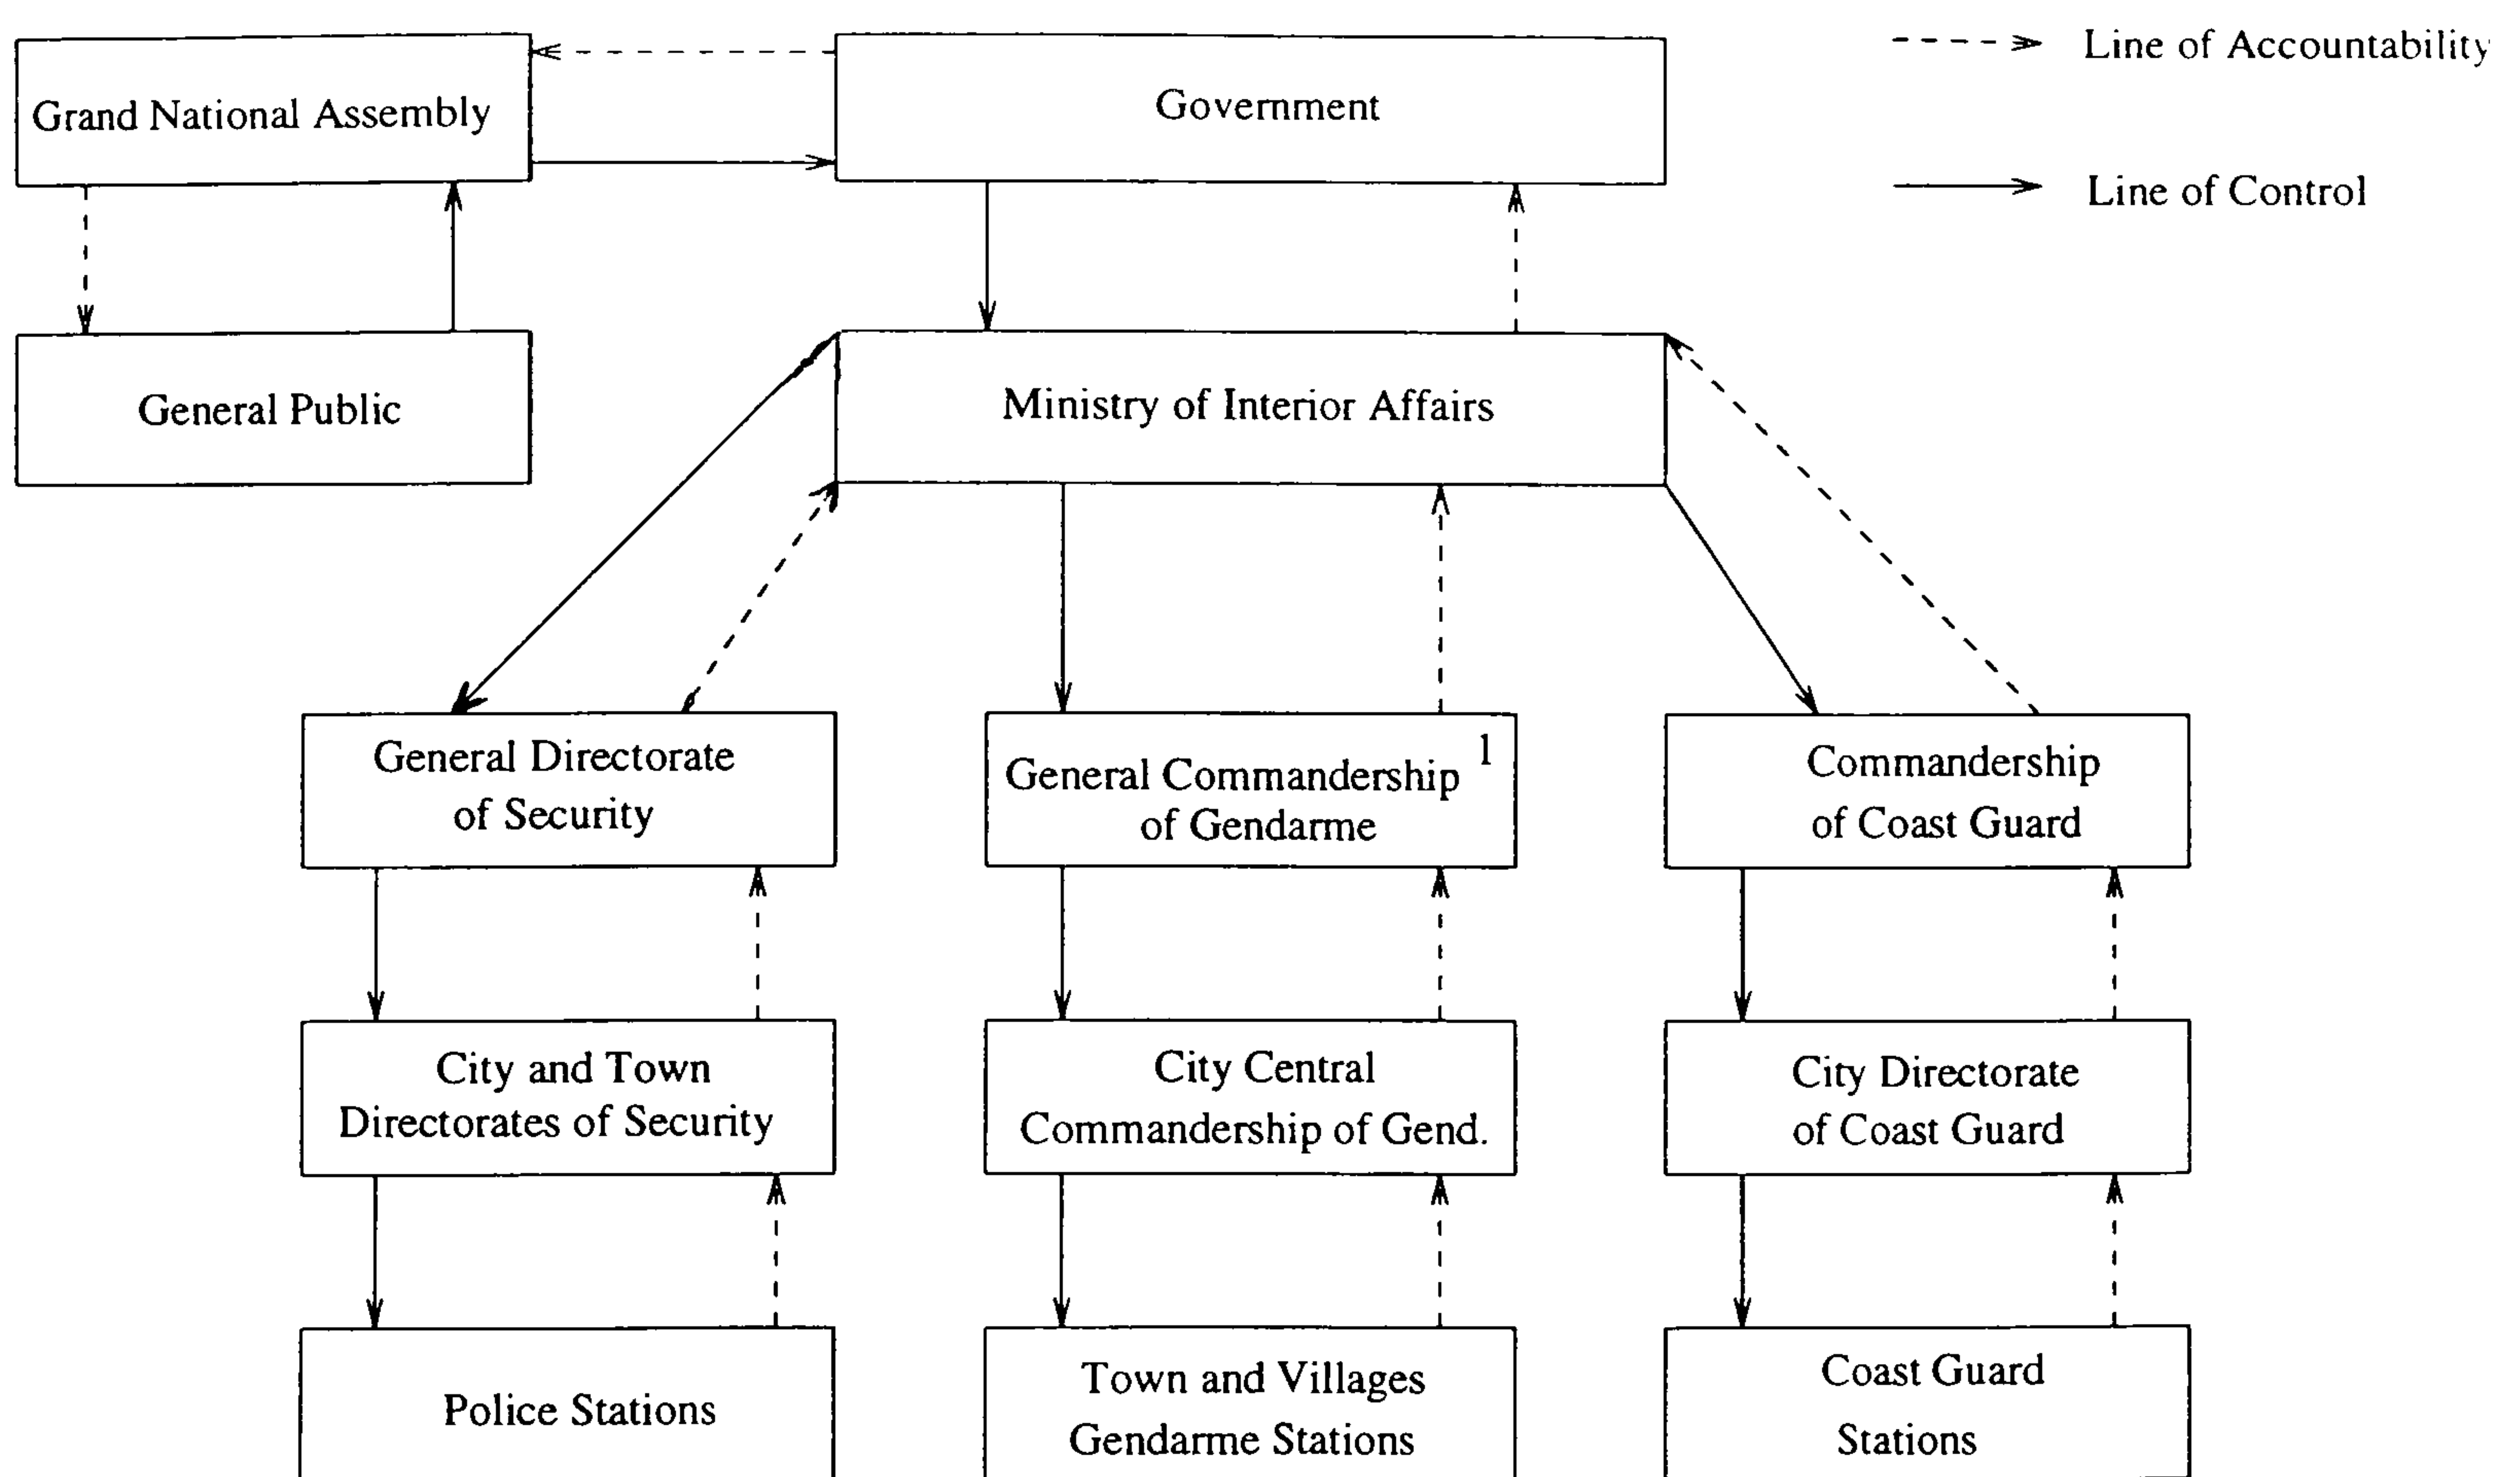 Grand National Assembly
Government
Line of Accountability
Line of Control
General Public
Ministry of Interior Affairs
General Directorate
of Security
General Commandership 1
of Gendarme
Commandership
of Coast Guard
City and Town
Directorates of Security
City Central
Commandership of Gend.
City Directorate
of Coast Guard
Police Stations
Town and Villages
Gendarme Stations
Coast Guard
Stations